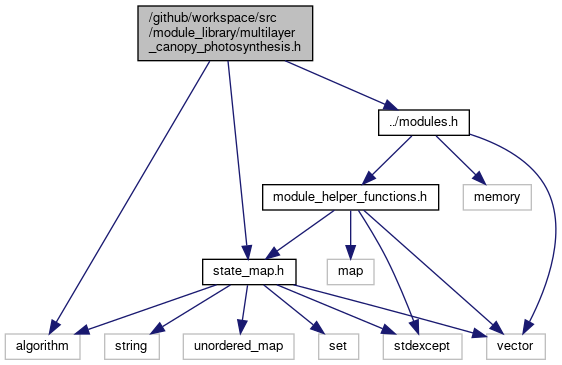 /github/workspace/src
/module_library/multilayer
_canopy_photosynthesis.h
../modules.h
module_helper_functions.h
memory
state_map.h
map
algorithm
string
unordered_map
set
stdexcept
vector